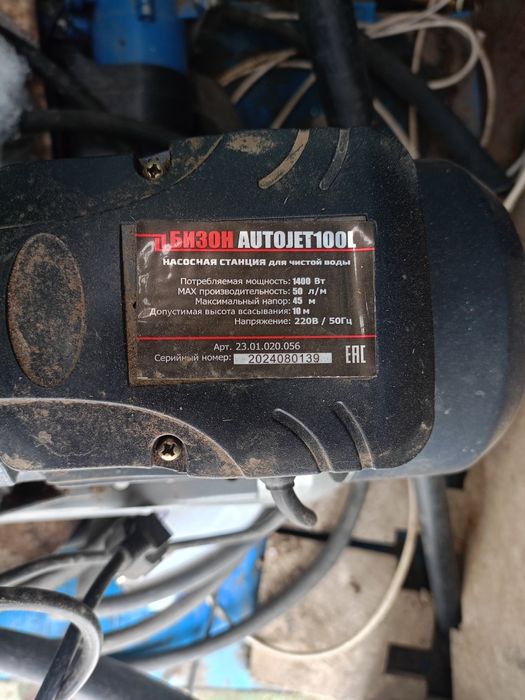 БИЗОН AUTOJET100L
НАСОСНАЯ СТАНЦИЯ для чистой воды
Потребляемая мощность: 1400 Вт
MAX производительность: 50 л/м
Максимальный напор: 45 м
Допустимая высота всасывания: 10 м
Напряжение: 220В / 50Гц
Арт. 23.01.020.056
Серийный номер: 2024080139
EAC